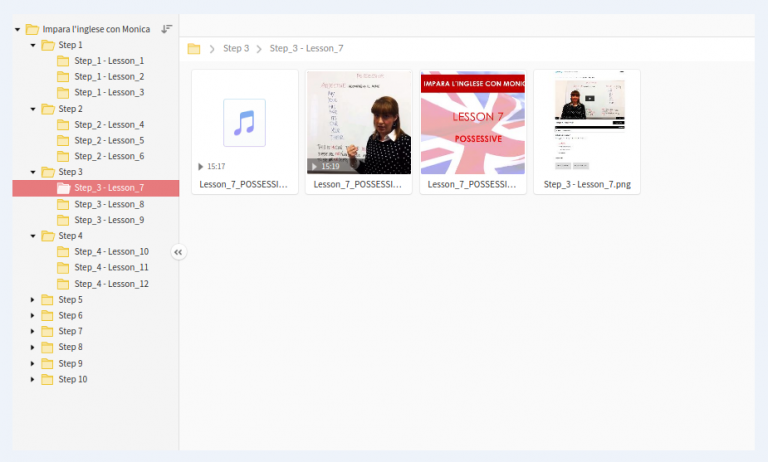 Impara l'inglese con Monica
Step 1
Step_1 - Lesson_1
Step_1 - Lesson_2
Step_1 - Lesson_3
Step 2
Step_2 - Lesson_4
Step_2 - Lesson_5
Step_2 - Lesson_6
Step 3
Step_3 - Lesson_7
Step_3 - Lesson_8
Step_3 - Lesson_9
Step 4
Step_4 - Lesson_10
Step_4 - Lesson_11
Step_4 - Lesson_12
Step 5
Step 6
Step 7
Step 8
Step 9
Step 10
Step 3
Step_3 - Lesson_7
15:17
Lesson_7_POSSESSI...
15:19
Lesson_7_POSSESSI...
IMPARA L'INGLESE CON MONIC
LESSON 7
POSSESSIVE
Lesson_7_POSSESSI...
Step_3 - Lesson_7.png